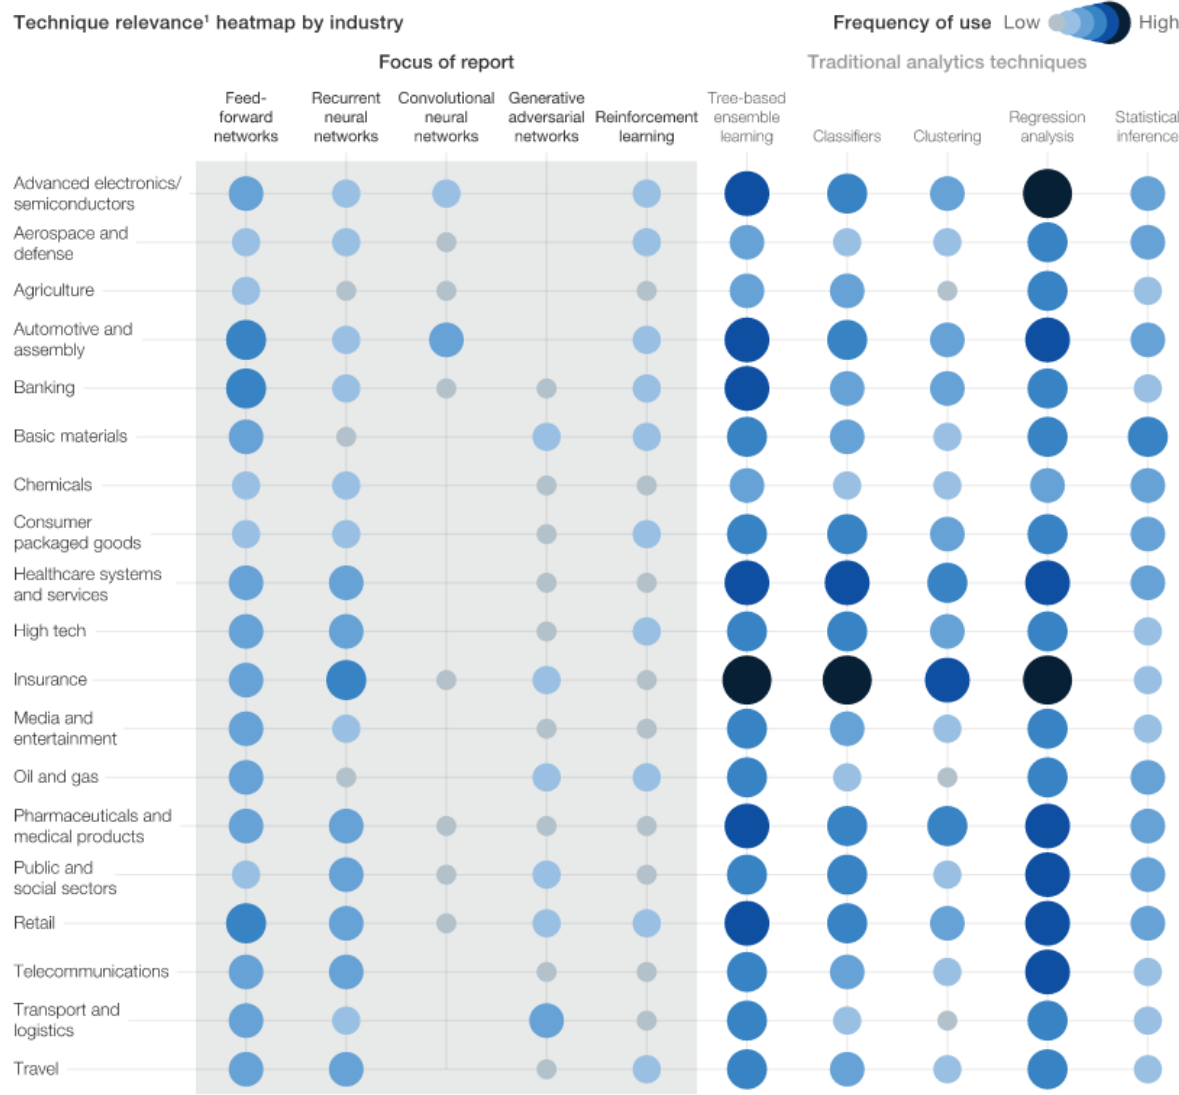 Technique relevance¹ heatmap by industry
Frequency of use Low High
Focus of report
Traditional analytics techniques
Feed-
forward
networks
Recurrent
neural
networks
Convolutional
neural
networks
Generative
adversarial
networks
Reinforcement
learning
Tree-based
ensemble
learning
Classifiers
Clustering
Regression
analysis
Statistical
inference
Advanced electronics/
semiconductors
Aerospace and
defense
Agriculture
Automotive and
assembly
Banking
Basic materials
Chemicals
Consumer
packaged goods
Healthcare systems
and services
High tech
Insurance
Media and
entertainment
Oil and gas
Pharmaceuticals and
medical products
Public and
social sectors
Retail
Telecommunications
Transport and
logistics
Travel